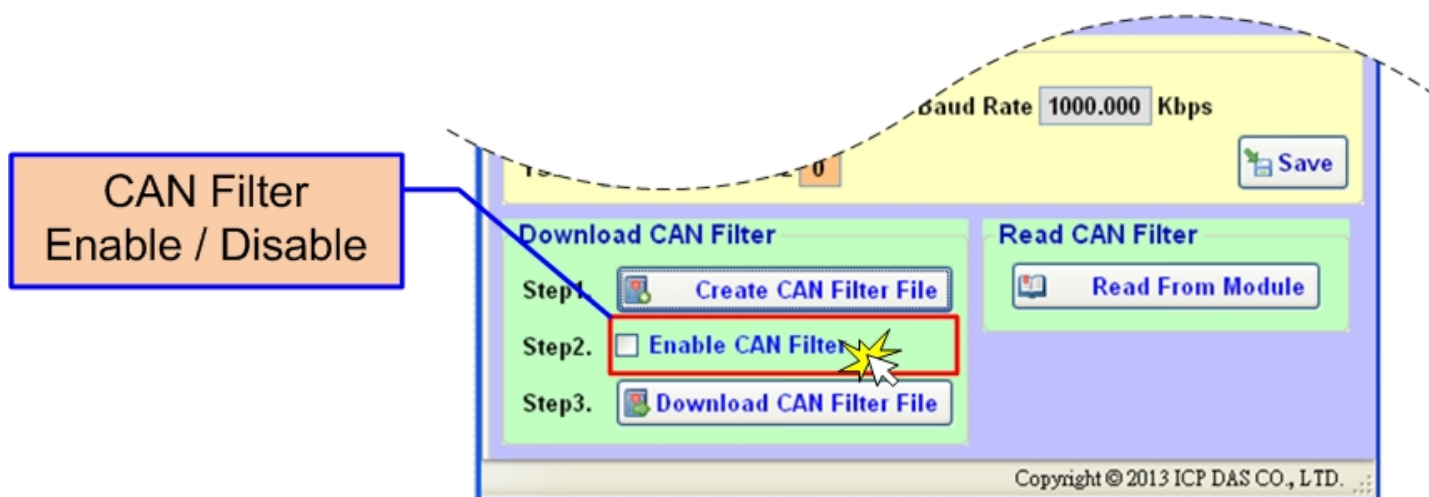 Baud Rate 1000.000 Kbps
0
Save
CAN Filter
Enable / Disable
Download CAN Filter
Step1. Create CAN Filter File
Step2. Enable CAN Filter
Step3. Download CAN Filter File
Read CAN Filter
Read From Module
Copyright © 2013 ICP DAS CO., LTD.